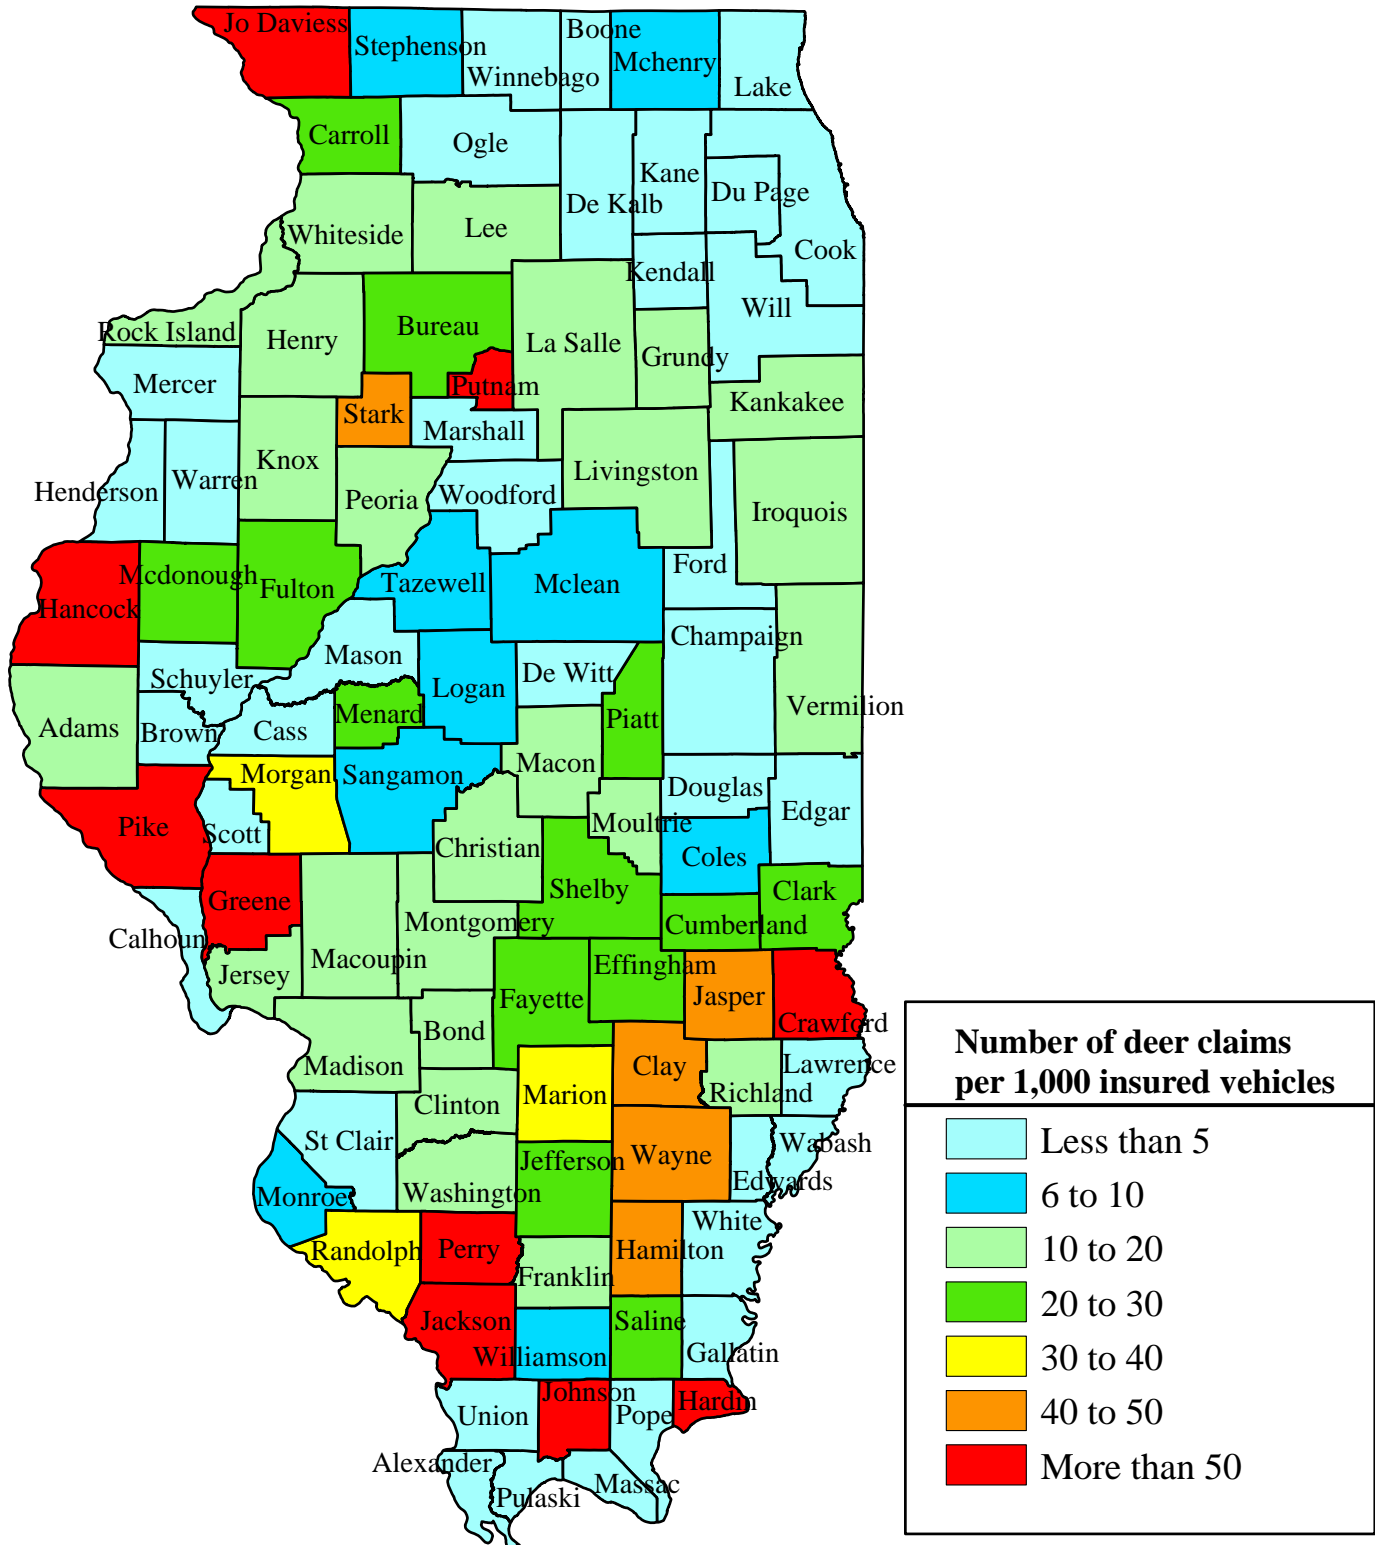 Jo Daviess
Stephenson
Winnebago
Boone
Mchenry
Lake
Carroll
Ogle
De Kalb
Kane
Du Page
Cook
Whiteside
Lee
Kendall
Will
Rock Island
Henry
Bureau
La Salle
Grundy
Mercer
Putnam
Kankakee
Stark
Marshall
Henderson
Warren
Knox
Peoria
Woodford
Livingston
Iroquois
Ford
Hancock
Mcdonough
Fulton
Tazewell
Mclean
Champaign
Schuyler
Mason
Logan
De Witt
Vermilion
Adams
Brown
Cass
Menard
Piatt
Morgan
Sangamon
Macon
Douglas
Edgar
Pike
Scott
Christian
Moultrie
Coles
Greene
Shelby
Clark
Calhoun
Montgomery
Cumberland
Jersey
Macoupin
Fayette
Effingham
Jasper
Crawford
Bond
Madison
Clay
Richland
Lawrence
Clinton
Marion
St Clair
Wayne
Wabash
Monroe
Washington
Jefferson
Edwards
White
Randolph
Perry
Franklin
Hamilton
Jackson
Williamson
Saline
Gallatin
Union
Johnson
Pope
Hardin
Alexander
Pulaski
Massac
Number of deer claims
per 1,000 insured vehicles
Less than 5
6 to 10
10 to 20
20 to 30
30 to 40
40 to 50
More than 50